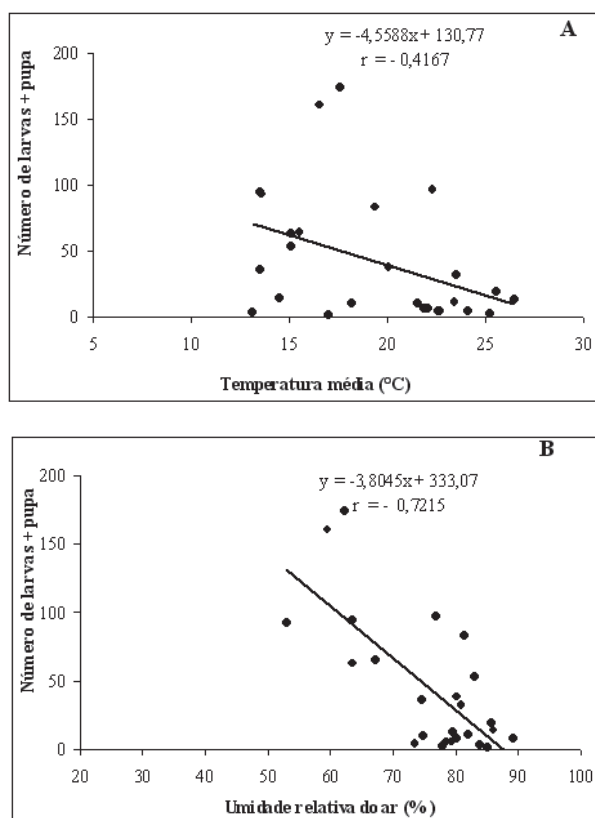 y = -4,5588x + 130,77
A
r = - 0,4167
200
150
100
50
0
Número de larvas + pupa
5 10 15 20 25 30
Temperatura média (°C)
B
y = -3,8045x + 333,07
r = - 0,7215
200
150
100
50
0
Número de larvas + pupa
20 30 40 50 60 70 80 90 100
Umidade relativa do ar (%)